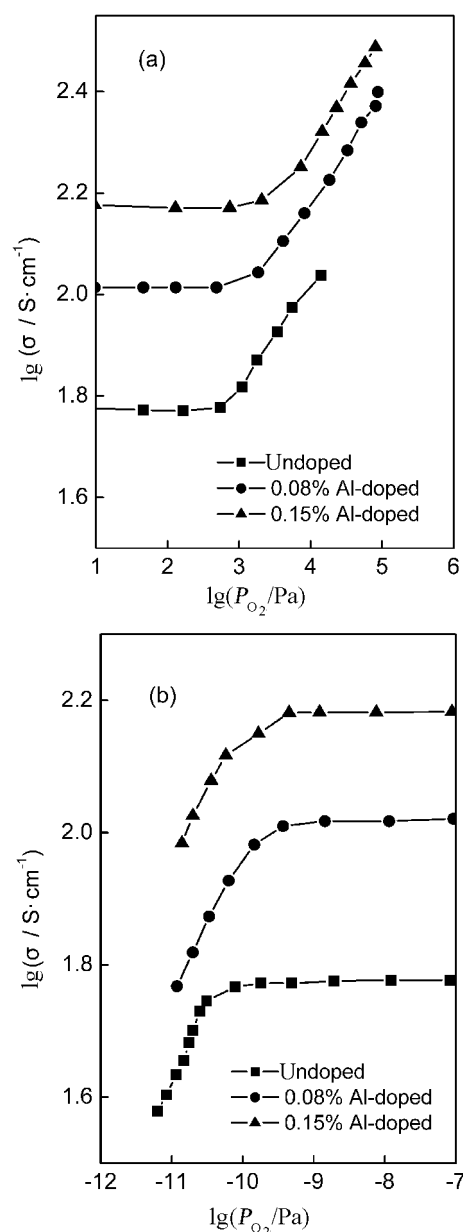 (a)
2.4
2.2
2.0
1.8
1.6
lg (σ / S· cm⁻¹)
Undoped
0.08% Al-doped
0.15% Al-doped
1 2 3 4 5 6
lg(P_O₂/Pa)
(b)
2.2
2.0
1.8
1.6
lg(σ / S· cm⁻¹)
Undoped
0.08% Al-doped
0.15% Al-doped
-12 -11 -10 -9 -8 -7
lg(P_O₂/Pa)